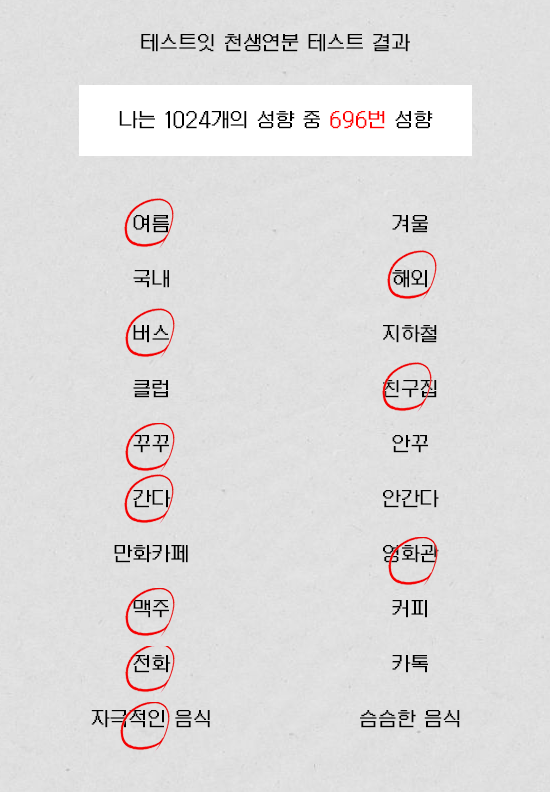 테스트잇 천생연분 테스트 결과
나는 1024개의 성향 중 696번 성향
여름 겨울
국내 해외
버스 지하철
클럽 친구집
꾸꾸 안꾸
간다 안간다
만화카페 영화관
맥주 커피
전화 카톡
자극적인 음식 슴슴한 음식